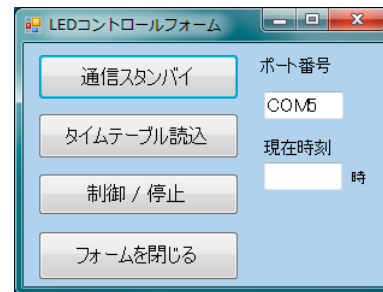 LEDコントロールフォーム
通信スタンバイ
タイムテーブル読込
制御 / 停止
フォームを閉じる
ポート番号
COM5
現在時刻
時